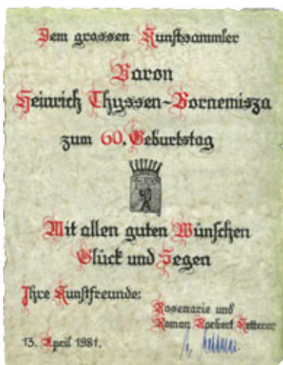 Dem grossen Kunstsammler
Baron
Heinrich Thyssen-Bornemisza
zum 60. Geburtstag
Mit allen guten Wünschen
Glück und Segen
Ihre Kunstfreunde:
Rosemarie und
Roman Norbert Ketterer
13. April 1981.